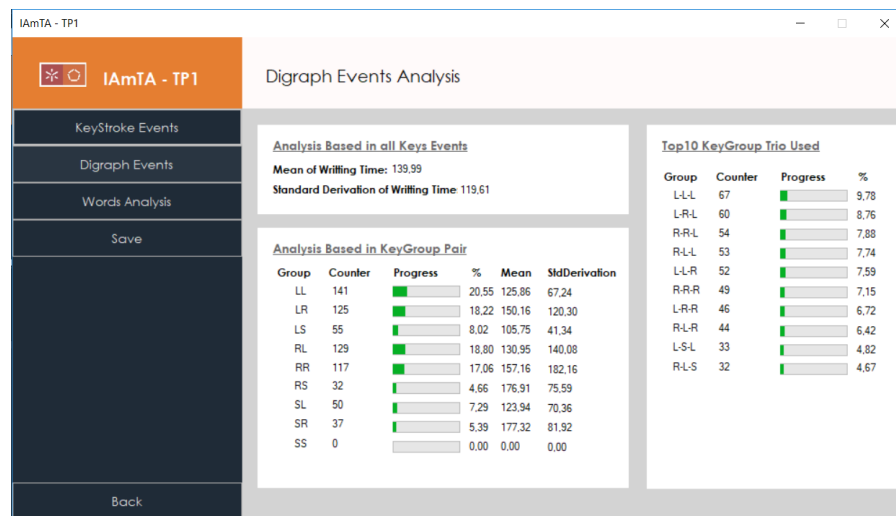 IAmTA - TP1
IAmTA - TP1
Digraph Events Analysis
KeyStroke Events
Digraph Events
Words Analysis
Save
Back
Analysis Based in all Keys Events
Mean of Writting Time: 139,99
Standard Derivation of Writting Time: 119,61
Analysis Based in KeyGroup Pair
Group Counter Progress % Mean StdDerivation
LL 141 20,55 125,86 67,24
LR 125 18,22 150,16 120,30
LS 55 8,02 105,75 41,34
RL 129 18,80 130,95 140,08
RR 117 17,06 157,16 182,16
RS 32 4,66 176,91 75,59
SL 50 7,29 123,94 70,36
SR 37 5,39 177,32 81,92
SS 0 0,00 0,00 0,00
Top10 KeyGroup Trio Used
Group Counter Progress %
L-L-L 67 9,78
L-R-L 60 8,76
R-R-L 54 7,88
R-L-L 53 7,74
L-L-R 52 7,59
R-R-R 49 7,15
L-R-R 46 6,72
R-L-R 44 6,42
L-S-L 33 4,82
R-L-S 32 4,67